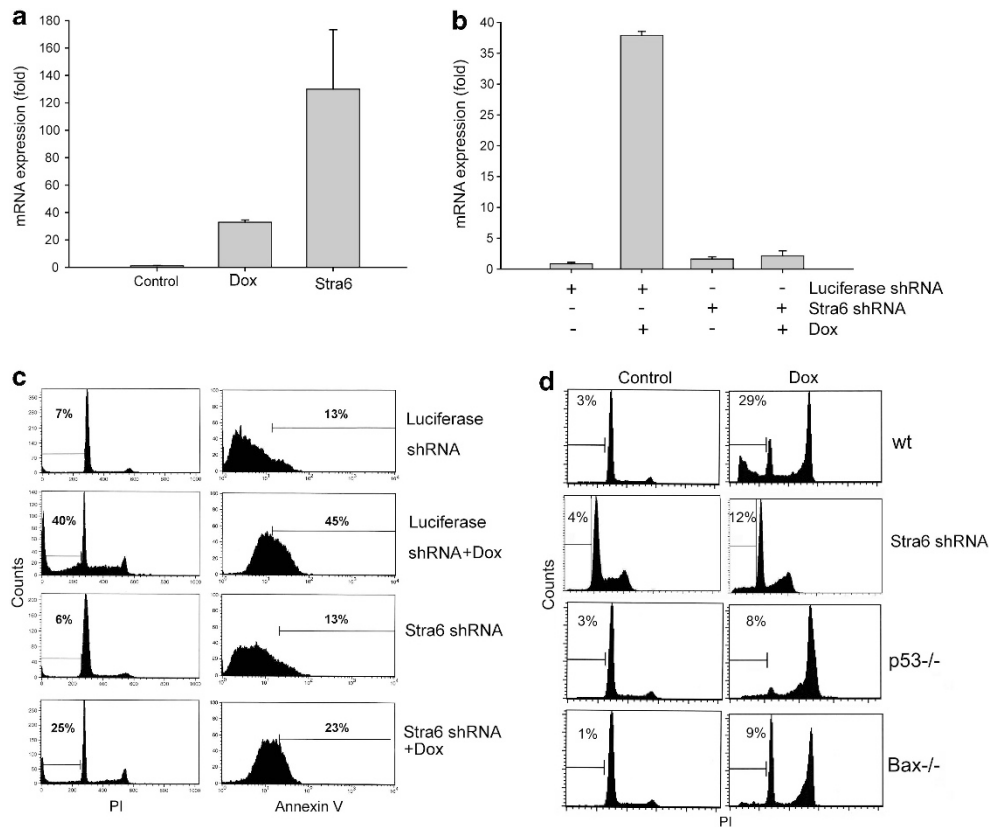 a
mRNA expression (fold)
180
160
140
120
100
80
60
40
20
0
Control Dox Stra6
b
mRNA expression (fold)
40
35
30
25
20
15
10
5
0
+ + - - Luciferase shRNA
- - + + Stra6 shRNA
- + - + Dox
c
Counts
7%
13%
Luciferase
shRNA
40%
45%
Luciferase
shRNA+Dox
6%
13%
Stra6 shRNA
25%
23%
Stra6 shRNA
+Dox
PI
Annexin V
d
Control Dox
Counts
3%
29%
wt
4%
12%
Stra6 shRNA
3%
8%
p53-/-
1%
9%
Bax-/-
PI